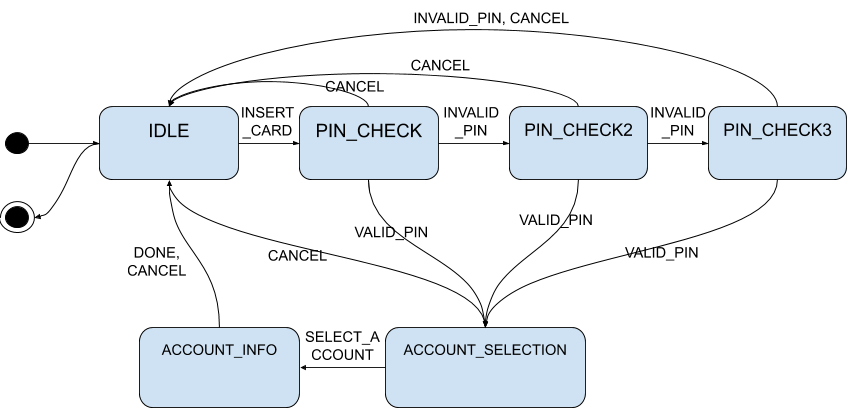 INVALID_PIN, CANCEL
CANCEL
CANCEL
IDLE
INSERT
_CARD
PIN_CHECK
INVALID
_PIN
PIN_CHECK2
INVALID
_PIN
PIN_CHECK3
VALID_PIN
VALID_PIN
VALID_PIN
DONE,
CANCEL
CANCEL
ACCOUNT_INFO
SELECT_A
CCOUNT
ACCOUNT_SELECTION